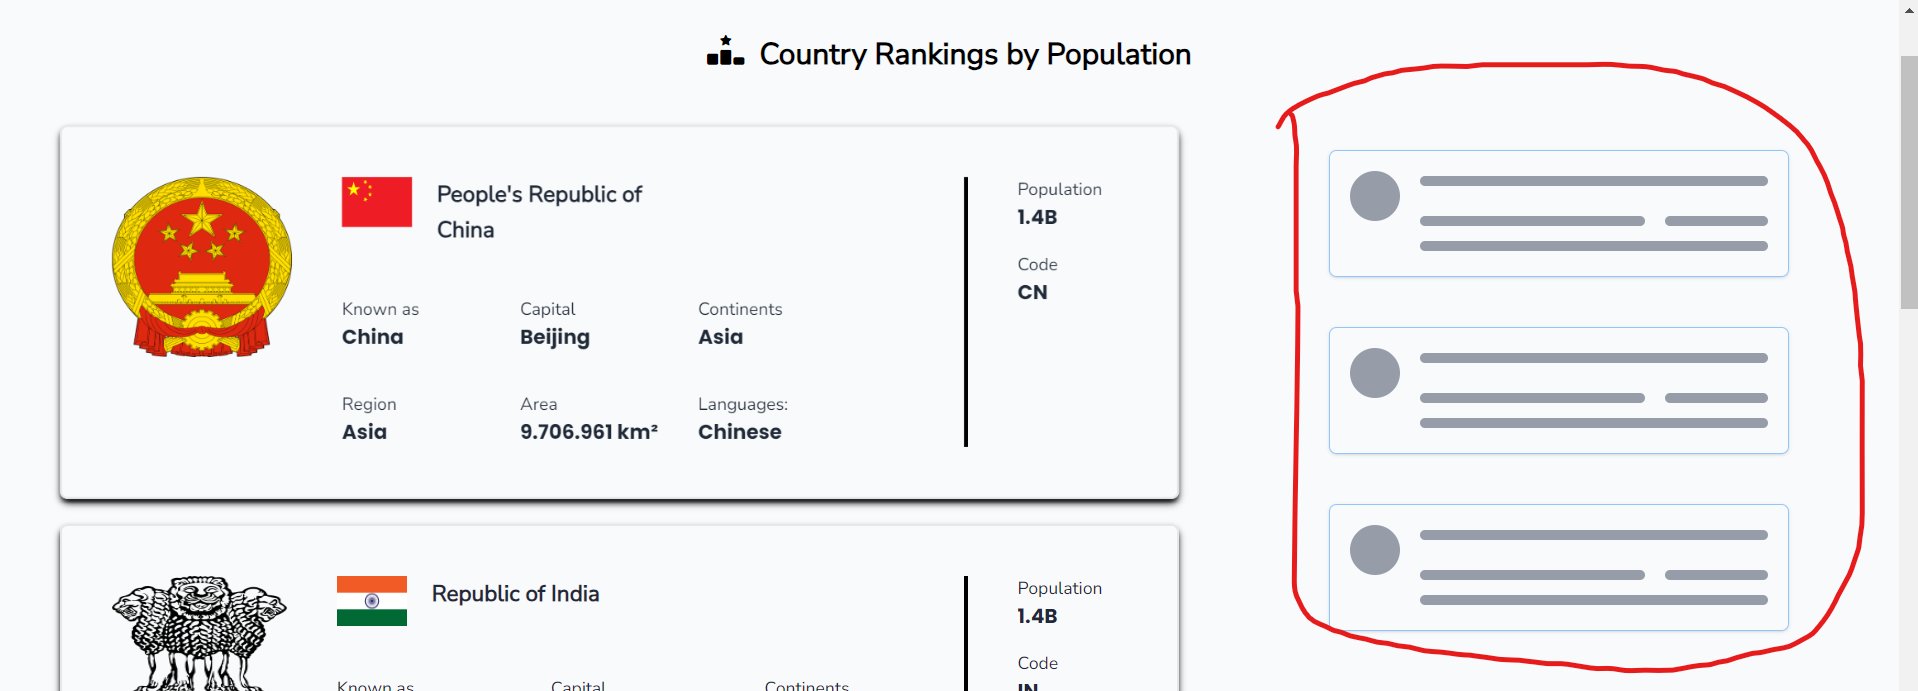 Country Rankings by Population
People's Republic of
China
Population
1.4B
Code
CN
Known as
China
Capital
Beijing
Continents
Asia
Region
Asia
Area
9.706.961 km²
Languages:
Chinese
Republic of India
Population
1.4B
Code
IN
Known as
Capital
Continents